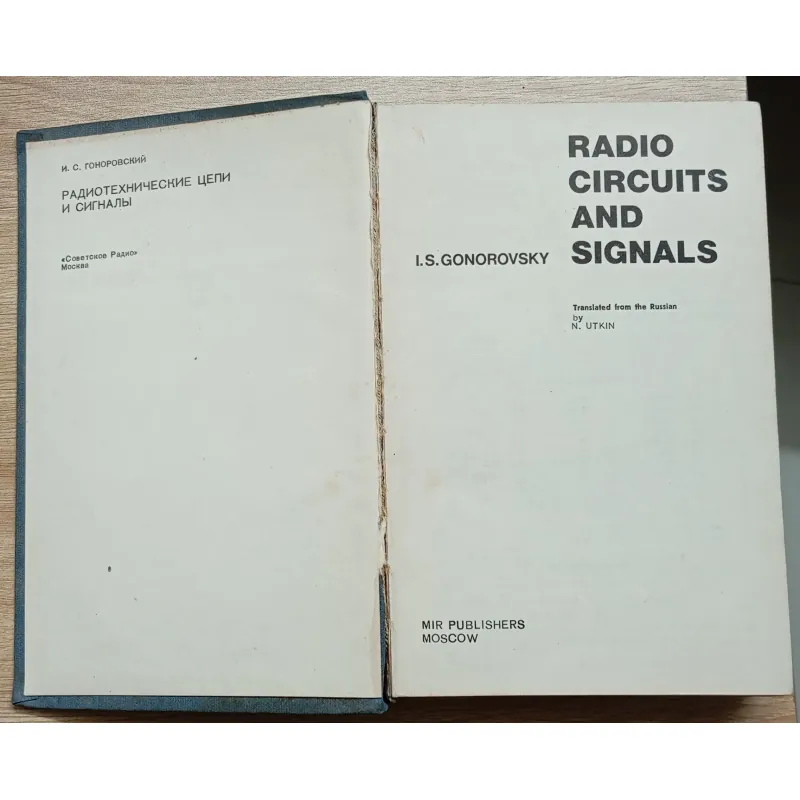 И. С. ГОНОРОВСКИЙ
РАДИОТЕХНИЧЕСКИЕ ЦЕПИ
И СИГНАЛЫ
«Советское Радио»
Москва
RADIO
CIRCUITS
AND
SIGNALS
I.S.GONOROVSKY
Translated from the Russian
by
N. UTKIN
MIR PUBLISHERS
MOSCOW